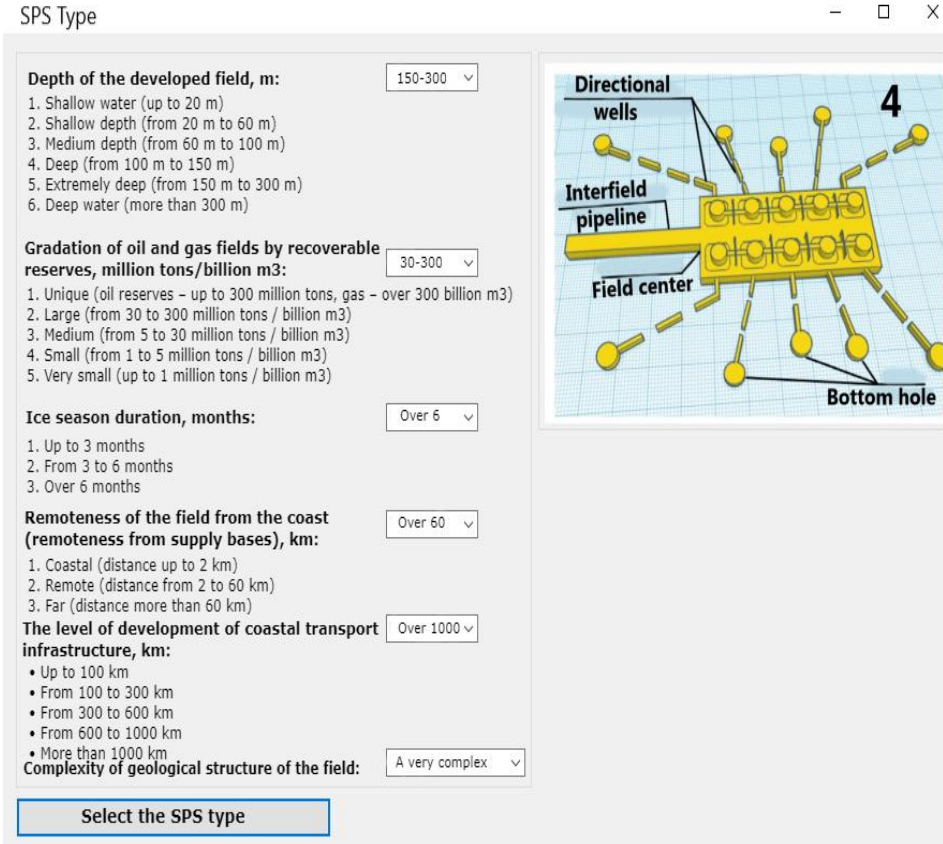 SPS Type
Depth of the developed field, m:
150-300
1. Shallow water (up to 20 m)
2. Shallow depth (from 20 m to 60 m)
3. Medium depth (from 60 m to 100 m)
4. Deep (from 100 m to 150 m)
5. Extremely deep (from 150 m to 300 m)
6. Deep water (more than 300 m)
Gradation of oil and gas fields by recoverable
reserves, million tons/billion m3:
30-300
1. Unique (oil reserves – up to 300 million tons, gas – over 300 billion m3)
2. Large (from 30 to 300 million tons / billion m3)
3. Medium (from 5 to 30 million tons / billion m3)
4. Small (from 1 to 5 million tons / billion m3)
5. Very small (up to 1 million tons / billion m3)
Ice season duration, months:
Over 6
1. Up to 3 months
2. From 3 to 6 months
3. Over 6 months
Remoteness of the field from the coast
(remoteness from supply bases), km:
Over 60
1. Coastal (distance up to 2 km)
2. Remote (distance from 2 to 60 km)
3. Far (distance more than 60 km)
The level of development of coastal transport
infrastructure, km:
Over 1000
• Up to 100 km
• From 100 to 300 km
• From 300 to 600 km
• From 600 to 1000 km
• More than 1000 km
Complexity of geological structure of the field:
A very complex
Select the SPS type
Directional
wells
4
Interfield
pipeline
Field center
Bottom hole